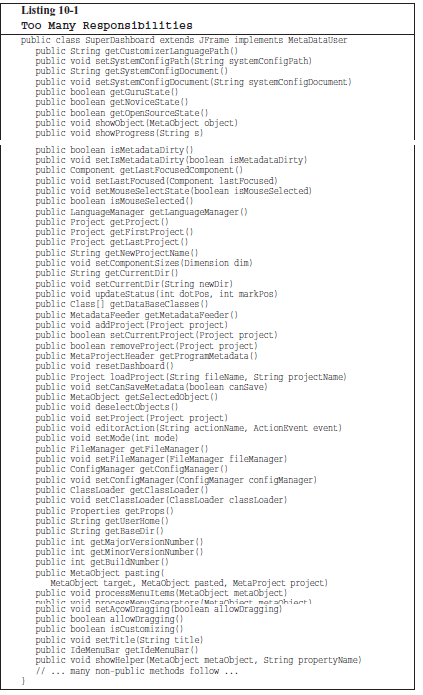 Listing 10-1
Too Many Responsibilities
public class SuperDashboard extends JFrame implements MetaDataUser
public String getCustomizerLanguagePath()
public void setSystemConfigPath(String systemConfigPath)
public String getSystemConfigDocument()
public void setSystemConfigDocument(String systemConfigDocument)
public boolean getGuruState()
public boolean getNoviceState()
public boolean getOpenSourceState()
public void showObject(MetaObject object)
public void showProgress(String s)
public boolean isMetadataDirty()
public void setIsMetadataDirty(boolean isMetadataDirty)
public Component getLastFocusedComponent()
public void setLastFocused(Component lastFocused)
public void setMouseSelectState(boolean isMouseSelected)
public boolean isMouseSelected()
public LanguageManager getLanguageManager()
public Project getProject()
public Project getFirstProject()
public Project getLastProject()
public String getNewProjectName()
public void setComponentSizes(Dimension dim)
public String getCurrentDir()
public void setCurrentDir(String newDir)
public void updateStatus(int dotPos, int markPos)
public Class[] getDataBaseClasses()
public MetadataFeeder getMetadataFeeder()
public void addProject(Project project)
public boolean setCurrentProject(Project project)
public boolean removeProject(Project project)
public MetaProjectHeader getProgramMetadata()
public void resetDashboard()
public Project loadProject(String fileName, String projectName)
public void setCanSaveMetadata(boolean canSave)
public MetaObject getSelectedObject()
public void deselectObjects()
public void setProject(Project project)
public void editorAction(String actionName, ActionEvent event)
public void setMode(int mode)
public FileManager getFileManager()
public void setFileManager(FileManager fileManager)
public ConfigManager getConfigManager()
public void setConfigManager(ConfigManager configManager)
public ClassLoader getClassLoader()
public void setClassLoader(ClassLoader classLoader)
public Properties getProps()
public String getUserHome()
public String getBaseDir()
public int getMajorVersionNumber()
public int getMinorVersionNumber()
public int getBuildNumber()
public MetaObject pasting(
MetaObject target, MetaObject pasted, MetaProject project)
public void processMenuItems(MetaObject metaObject)
public void processMenuSeparators(MetaObject metaObject)
public void setAçowDragging(boolean allowDragging)
public boolean allowDragging()
public boolean isCustomizing()
public void setTitle(String title)
public IdeMenuBar getIdeMenuBar()
public void showHelper(MetaObject metaObject, String propertyName)
// ... many non-public methods follow ...
}